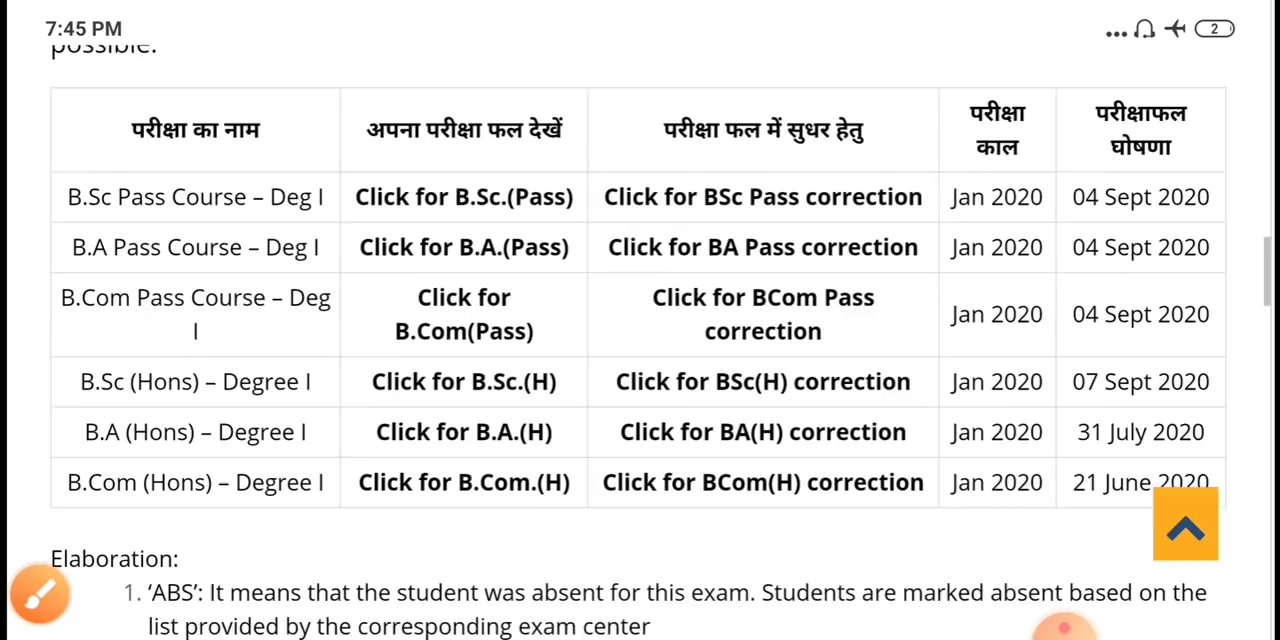 7:45 PM
2
possible.
परीक्षा का नाम
अपना परीक्षा फल देखें
परीक्षा फल में सुधर हेतु
परीक्षा
काल
परीक्षाफल
घोषणा
B.Sc Pass Course – Deg I
Click for B.Sc.(Pass)
Click for BSc Pass correction
Jan 2020
04 Sept 2020
B.A Pass Course – Deg I
Click for B.A.(Pass)
Click for BA Pass correction
Jan 2020
04 Sept 2020
B.Com Pass Course – Deg
I
Click for
B.Com(Pass)
Click for BCom Pass
correction
Jan 2020
04 Sept 2020
B.Sc (Hons) – Degree I
Click for B.Sc.(H)
Click for BSc(H) correction
Jan 2020
07 Sept 2020
B.A (Hons) – Degree I
Click for B.A.(H)
Click for BA(H) correction
Jan 2020
31 July 2020
B.Com (Hons) – Degree I
Click for B.Com.(H)
Click for BCom(H) correction
Jan 2020
21 June 2020
Elaboration:
1. ‘ABS’: It means that the student was absent for this exam. Students are marked absent based on the
list provided by the corresponding exam center